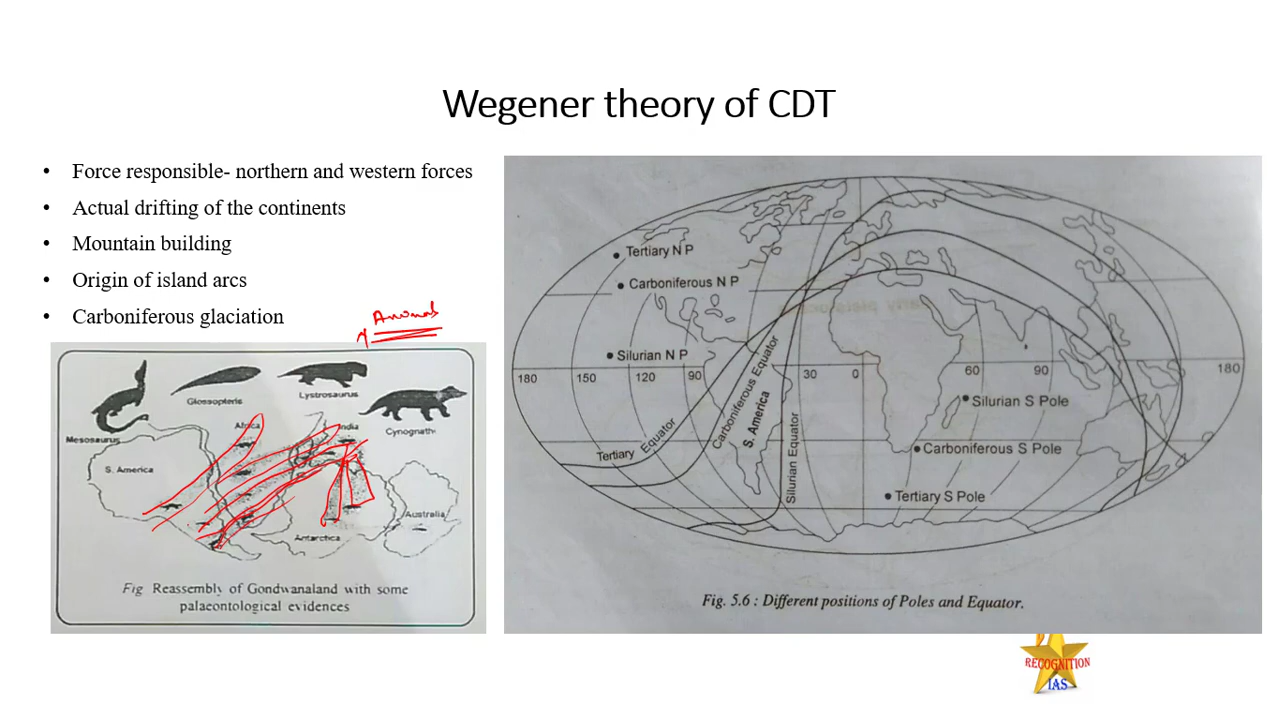 Wegener theory of CDT
• Force responsible- northern and western forces
• Actual drifting of the continents
• Mountain building
• Origin of island arcs
• Carboniferous glaciation
Mesosaurus
Glossopteris
Lystrosaurus
Cynognath
Africa
India
S. America
Antarctica
Australia
Fig Reassembly of Gondwanaland with some
palaeontological evidences
Tertiary N P
Carboniferous N P
Silurian N P
180 150 120 90 30 0 60 90 180
Silurian S Pole
Carboniferous S Pole
Tertiary S Pole
Tertiary Equator
Carboniferous Equator
S. America
Silurian Equator
Fig. 5.6 : Different positions of Poles and Equator.
RECOGNITION
IAS